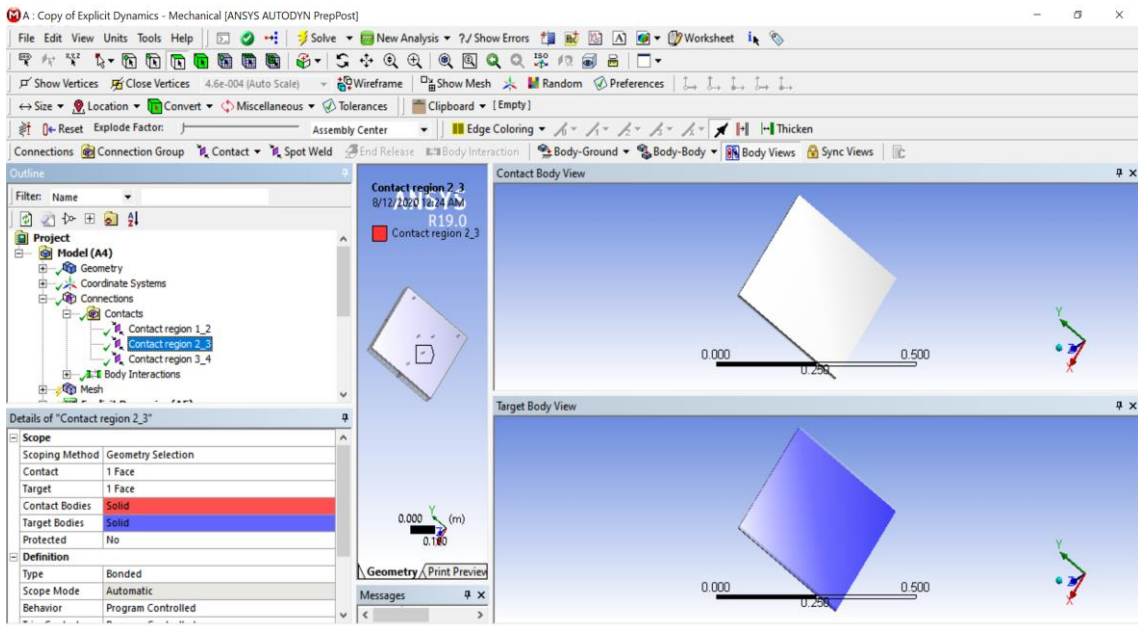 A : Copy of Explicit Dynamics - Mechanical [ANSYS AUTODYN PrepPost]
File Edit View Units Tools Help Solve New Analysis ?/ Show Errors Worksheet
Show Vertices Close Vertices 4.6e-004 (Auto Scale) Wireframe Show Mesh Random Preferences
Size Location Convert Miscellaneous Tolerances Clipboard [Empty]
Reset Explode Factor: Assembly Center Edge Coloring Thicken
Connections Connection Group Contact Spot Weld End Release Body Interaction Body-Ground Body-Body Body Views Sync Views
Outline
Filter: Name
Project
Model (A4)
Geometry
Coordinate Systems
Connections
Contacts
Contact region 1_2
Contact region 2_3
Contact region 3_4
Body Interactions
Mesh
Details of "Contact region 2_3"
Scope
Scoping Method Geometry Selection
Contact 1 Face
Target 1 Face
Contact Bodies Solid
Target Bodies Solid
Protected No
Definition
Type Bonded
Scope Mode Automatic
Behavior Program Controlled
Contact region 2_3
8/12/2020 12:24 AM
ANSYS
R19.0
Contact region 2_3
Y
0.000 (m)
0.100
Geometry Print Preview
Messages
Contact Body View
0.000 0.500
0.250
Y
Z
X
Target Body View
0.000 0.500
0.250
Y
Z
X